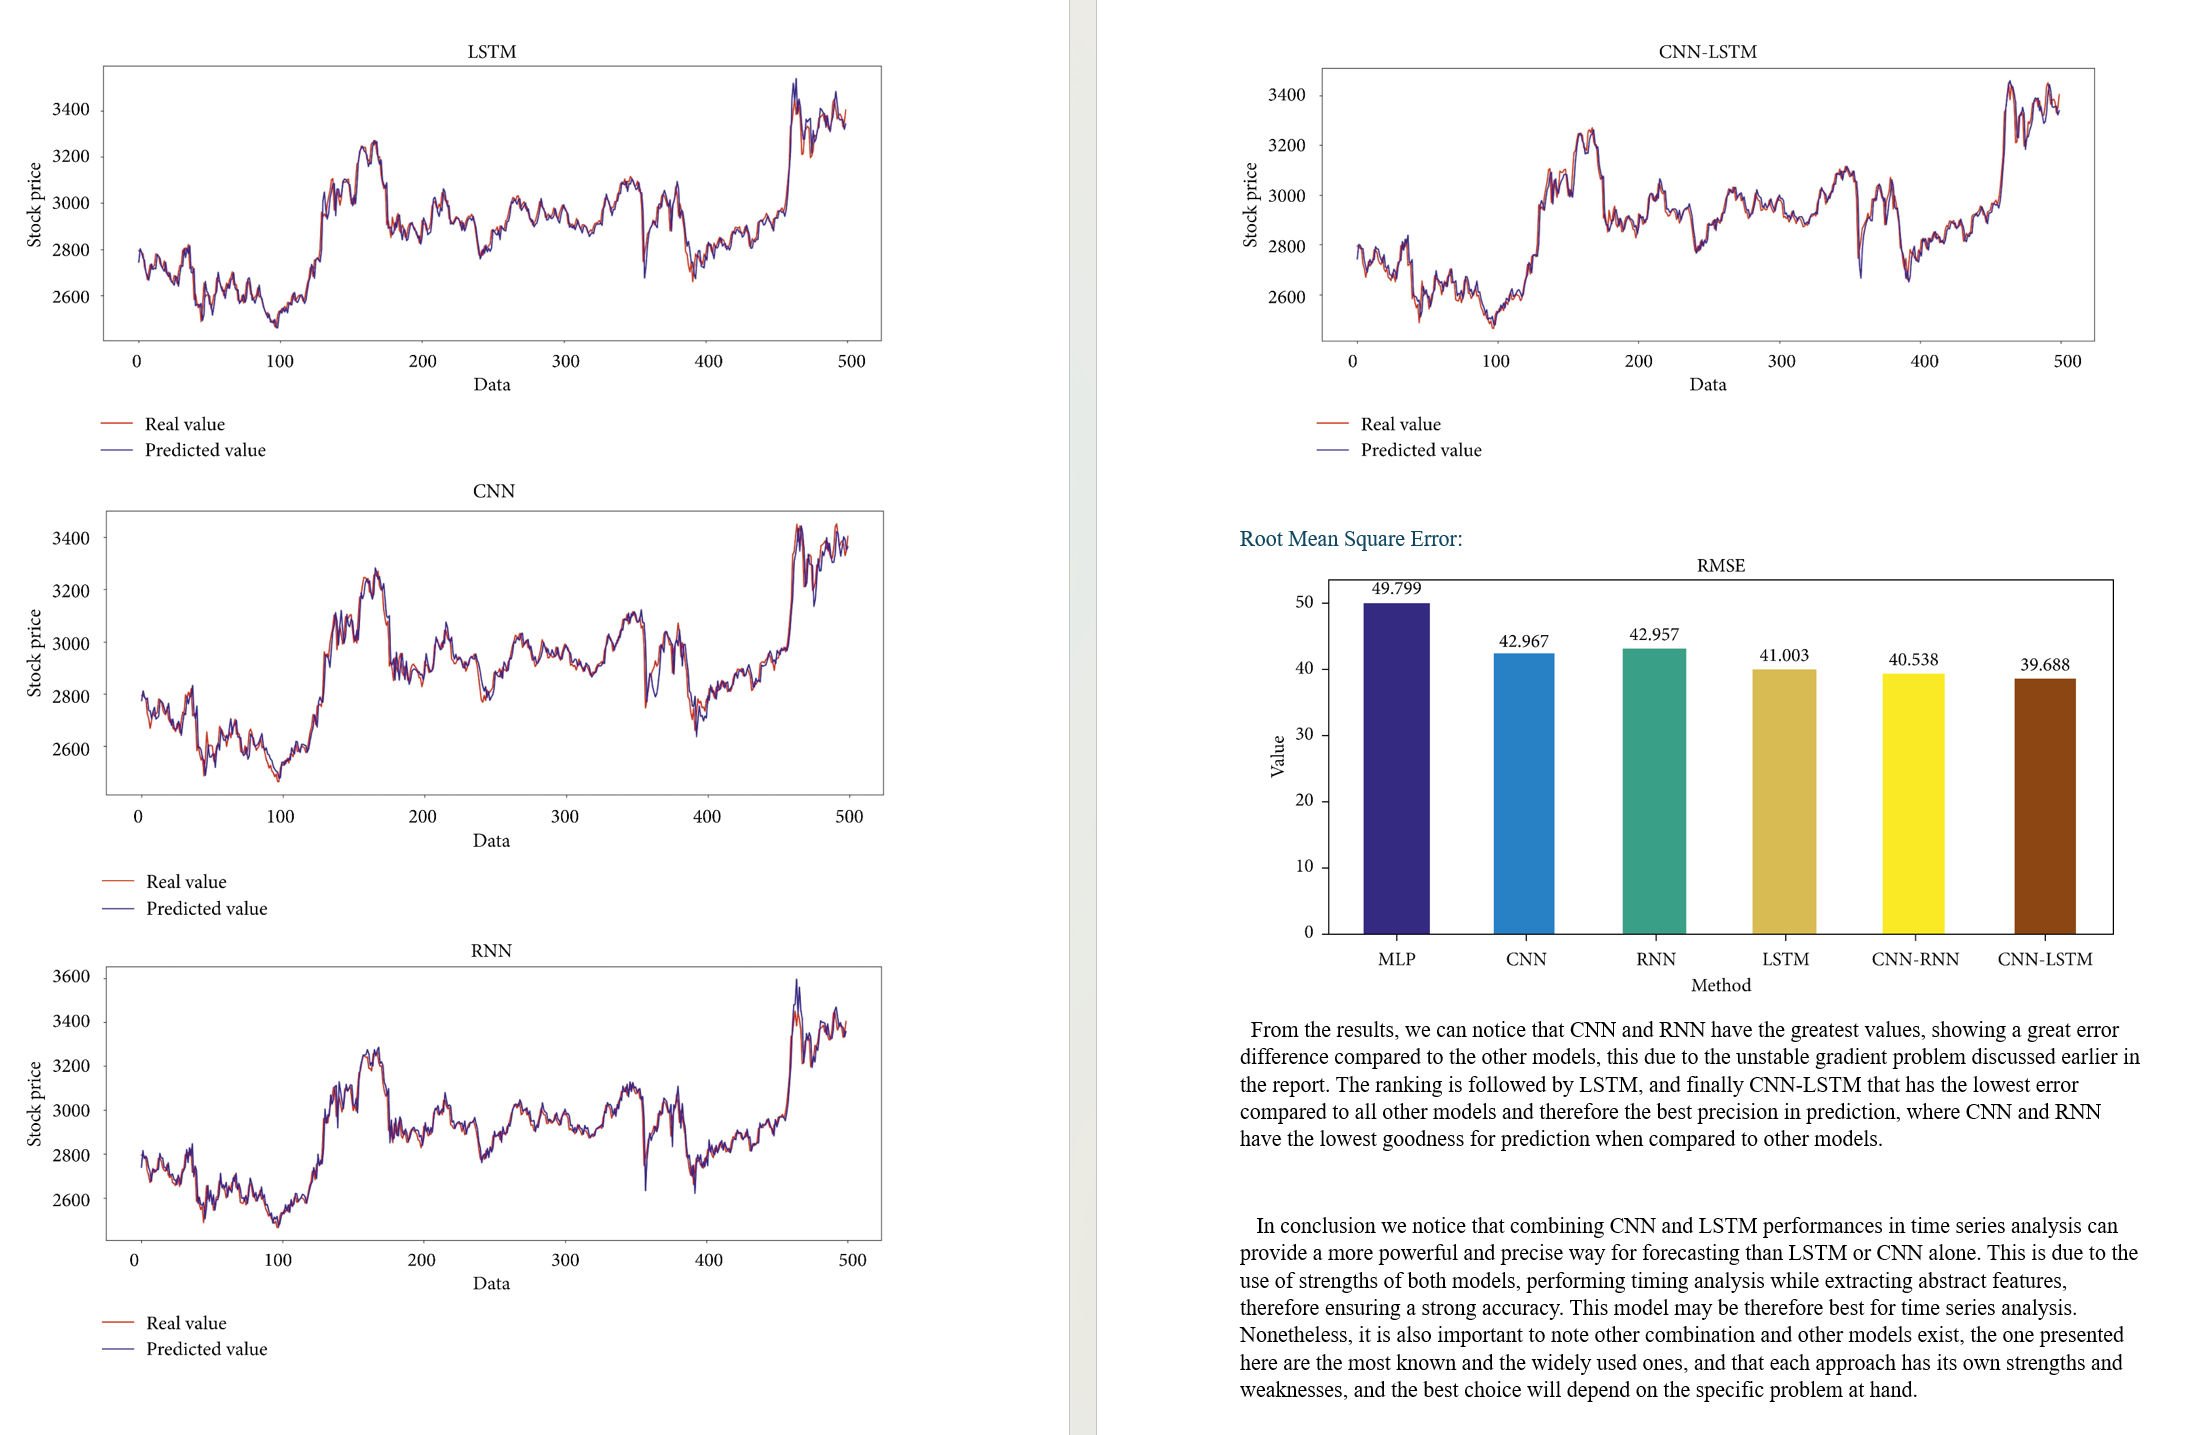 LSTM
3400
3200
3000
2800
2600
Stock price
0 100 200 300 400 500
Data
Real value
Predicted value
CNN
3400
3200
3000
2800
2600
Stock price
0 100 200 300 400 500
Data
Real value
Predicted value
RNN
3600
3400
3200
3000
2800
2600
Stock price
0 100 200 300 400 500
Data
Real value
Predicted value
CNN-LSTM
3400
3200
3000
2800
2600
Stock price
0 100 200 300 400 500
Data
Real value
Predicted value
Root Mean Square Error:
RMSE
49.799 42.967 42.957 41.003 40.538 39.688
50
40
30
20
10
0
Value
MLP CNN RNN LSTM CNN-RNN CNN-LSTM
Method
From the results, we can notice that CNN and RNN have the greatest values, showing a great error
difference compared to the other models, this due to the unstable gradient problem discussed earlier in
the report. The ranking is followed by LSTM, and finally CNN-LSTM that has the lowest error
compared to all other models and therefore the best precision in prediction, where CNN and RNN
have the lowest goodness for prediction when compared to other models.
In conclusion we notice that combining CNN and LSTM performances in time series analysis can
provide a more powerful and precise way for forecasting than LSTM or CNN alone. This is due to the
use of strengths of both models, performing timing analysis while extracting abstract features,
therefore ensuring a strong accuracy. This model may be therefore best for time series analysis.
Nonetheless, it is also important to note other combination and other models exist, the one presented
here are the most known and the widely used ones, and that each approach has its own strengths and
weaknesses, and the best choice will depend on the specific problem at hand.